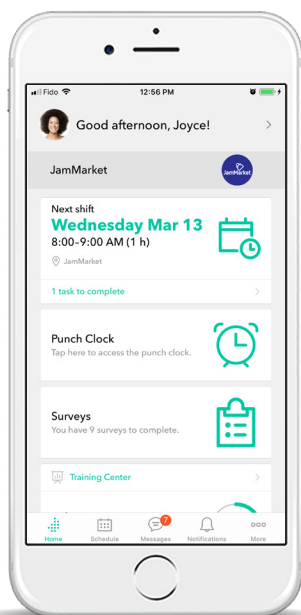 Fido 12:56 PM
Good afternoon, Joyce!
JamMarket
JamMarket
Next shift
Wednesday Mar 13
8:00-9:00 AM (1 h)
JamMarket
1 task to complete
Punch Clock
Tap here to access the punch clock.
Surveys
You have 9 surveys to complete.
Training Center
7
Home Schedule Messages Notifications More